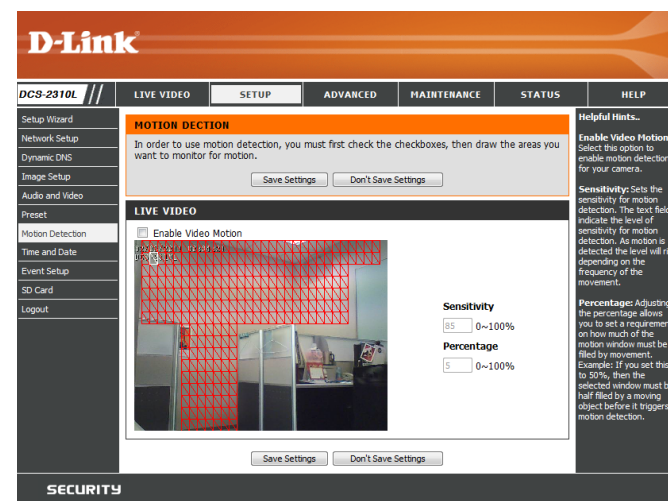 D-Link
DCS-2310L
LIVE VIDEO
SETUP
ADVANCED
MAINTENANCE
STATUS
HELP
Setup Wizard
Network Setup
Dynamic DNS
Image Setup
Audio and Video
Preset
Motion Detection
Time and Date
Event Setup
SD Card
Logout
MOTION DECTION
In order to use motion detection, you must first check the checkboxes, then draw the areas you
want to monitor for motion.
Save Settings
Don't Save Settings
LIVE VIDEO
Enable Video Motion
Sensitivity
85 0~100%
Percentage
5 0~100%
Save Settings
Don't Save Settings
Helpful Hints..
Enable Video Motion
Select this option to
enable motion detection
for your camera.
Sensitivity: Sets the
sensitivity for motion
detection. The text field
indicate the level of
sensitivity for motion
detection. As motion is
detected the level will ri
depending on the
frequency of the
movement.
Percentage: Adjusting
the percentage allows
you to set a requiremen
on how much of the
motion window must be
filled by movement.
Example: If you set this
to 50%, then the
selected window must b
half filled by a moving
object before it triggers
motion detection.
SECURITY